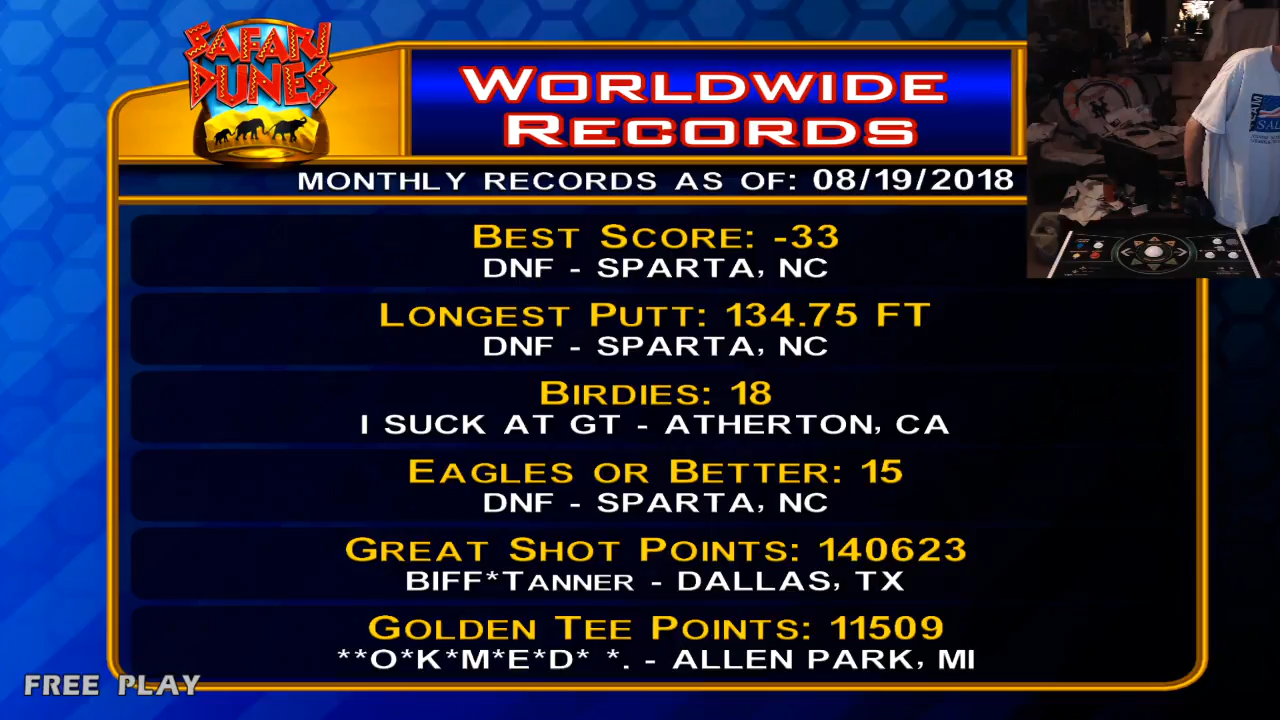 SAFARI
DUNES
WORLDWIDE
RECORDS
MONTHLY RECORDS AS OF: 08/19/2018
BEST SCORE: -33
DNF - SPARTA, NC
LONGEST PUTT: 134.75 FT
DNF - SPARTA, NC
BIRDIES: 18
I SUCK AT GT - ATHERTON, CA
EAGLES OR BETTER: 15
DNF - SPARTA, NC
GREAT SHOT POINTS: 140623
BIFF*TANNER - DALLAS, TX
GOLDEN TEE POINTS: 11509
**O*K*M*E*D* *. - ALLEN PARK, MI
FREE PLAY